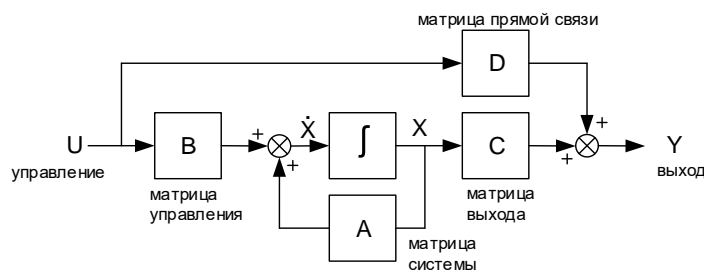 матрица прямой связи
D
+
U
B
+
Ẋ
∫
X
C
+
Y
управление
+
выход
матрица
управления
A
матрица
выхода
матрица
системы